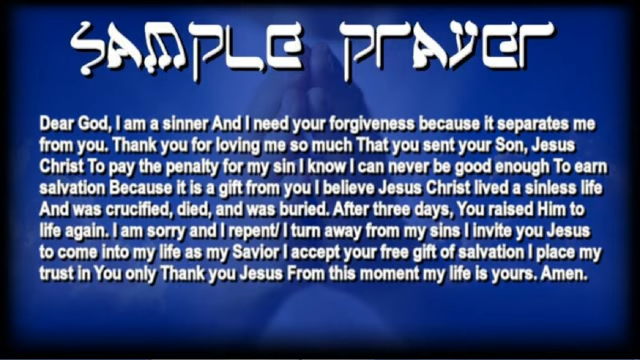 SAMPLE PRAYER
Dear God, I am a sinner And I need your forgiveness because it separates me
from you. Thank you for loving me so much That you sent your Son, Jesus
Christ To pay the penalty for my sin I know I can never be good enough To earn
salvation Because it is a gift from you I believe Jesus Christ lived a sinless life
And was crucified, died, and was buried. After three days, You raised Him to
life again. I am sorry and I repent/ I turn away from my sins I invite you Jesus
to come into my life as my Savior I accept your free gift of salvation I place my
trust in You only Thank you Jesus From this moment my life is yours. Amen.